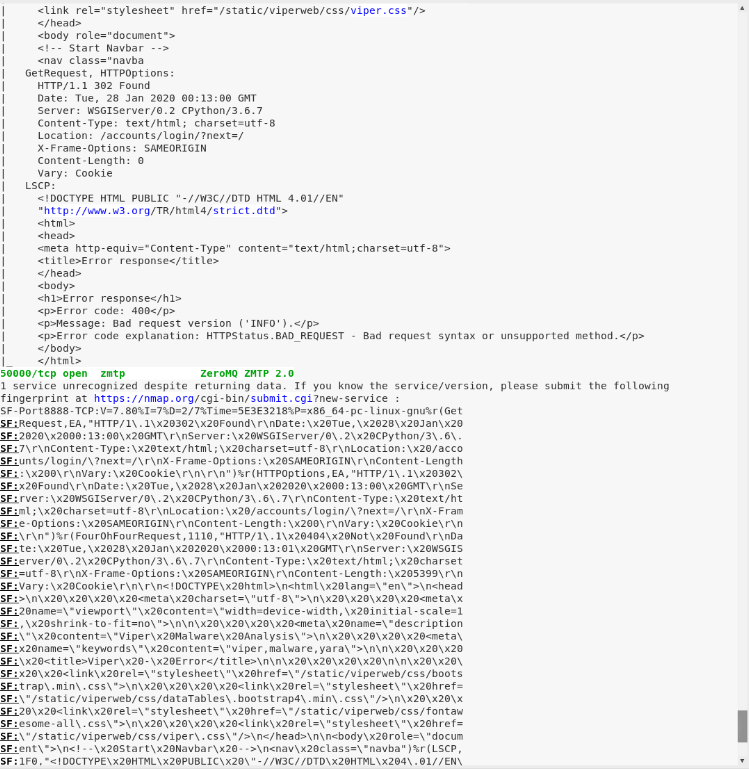 |     <link rel="stylesheet" href="/static/viperweb/css/viper.css"/>
|     </head>
|     <body role="document">
|     <!-- Start Navbar -->
|     <nav class="navba
|   GetRequest, HTTPOptions:
|     HTTP/1.1 302 Found
|     Date: Tue, 28 Jan 2020 00:13:00 GMT
|     Server: WSGIServer/0.2 CPython/3.6.7
|     Content-Type: text/html; charset=utf-8
|     Location: /accounts/login/?next=/
|     X-Frame-Options: SAMEORIGIN
|     Content-Length: 0
|     Vary: Cookie
|   LSCP:
|     <!DOCTYPE HTML PUBLIC "-//W3C//DTD HTML 4.01//EN"
|     "http://www.w3.org/TR/html4/strict.dtd">
|     <html>
|     <head>
|     <meta http-equiv="Content-Type" content="text/html;charset=utf-8">
|     <title>Error response</title>
|     </head>
|     <body>
|     <h1>Error response</h1>
|     <p>Error code: 400</p>
|     <p>Message: Bad request version ('INFO').</p>
|     <p>Error code explanation: HTTPStatus.BAD_REQUEST - Bad request syntax or unsupported method.</p>
|     </body>
|_    </html>
50000/tcp open  zmtp            ZeroMQ ZMTP 2.0
1 service unrecognized despite returning data. If you know the service/version, please submit the following
fingerprint at https://nmap.org/cgi-bin/submit.cgi?new-service :
SF-Port8888-TCP:V=7.80%I=7%D=2/7%Time=5E3E3218%P=x86_64-pc-linux-gnu%r(Get
SF:Request,EA,"HTTP/1\.1\x20302\x20Found\r\nDate:\x20Tue,\x2028\x20Jan\x20
SF:2020\x2000:13:00\x20GMT\r\nServer:\x20WSGIServer/0\.2\x20CPython/3\.6\.
SF:7\r\nContent-Type:\x20text/html;\x20charset=utf-8\r\nLocation:\x20/acco
SF:unts/login/\?next=/\r\nX-Frame-Options:\x20SAMEORIGIN\r\nContent-Length
SF::\x200\r\nVary:\x20Cookie\r\n\r\n")%r(HTTPOptions,EA,"HTTP/1\.1\x20302\
SF:x20Found\r\nDate:\x20Tue,\x2028\x20Jan\x202020\x2000:13:00\x20GMT\r\nSe
SF:rver:\x20WSGIServer/0\.2\x20CPython/3\.6\.7\r\nContent-Type:\x20text/ht
SF:ml;\x20charset=utf-8\r\nLocation:\x20/accounts/login/\?next=/\r\nX-Fram
SF:e-Options:\x20SAMEORIGIN\r\nContent-Length:\x200\r\nVary:\x20Cookie\r\n
SF:\r\n")%r(FourOhFourRequest,1110,"HTTP/1\.1\x20404\x20Not\x20Found\r\nDa
SF:te:\x20Tue,\x2028\x20Jan\x202020\x2000:13:01\x20GMT\r\nServer:\x20WSGIS
SF:erver/0\.2\x20CPython/3\.6\.7\r\nContent-Type:\x20text/html;\x20charset
SF:=utf-8\r\nX-Frame-Options:\x20SAMEORIGIN\r\nContent-Length:\x205399\r\n
SF:Vary:\x20Cookie\r\n\r\n<!DOCTYPE\x20html>\n<html\x20lang=\"en\">\n<head
SF:>\n\x20\x20\x20\x20<meta\x20charset=\"utf-8\">\n\x20\x20\x20\x20<meta\x
SF:20name=\"viewport\"\x20content=\"width=device-width,\x20initial-scale=1
SF:,\x20shrink-to-fit=no\">\n\n\x20\x20\x20\x20<meta\x20name=\"description
SF:\"\x20content=\"Viper\x20Malware\x20Analysis\">\n\x20\x20\x20\x20<meta\
SF:x20name=\"keywords\"\x20content=\"viper,malware,yara\">\n\n\x20\x20\x20
SF:\x20<title>Viper\x20-\x20Error</title>\n\n\n\x20\x20\x20\x20\n\n\x20\x20\
SF:x20\x20<link\x20rel=\"stylesheet\"\x20href=\"/static/viperweb/css/boots
SF:trap\.min\.css\">\n\x20\x20\x20\x20<link\x20rel=\"stylesheet\"\x20href=
SF:\"/static/viperweb/css/dataTables\.bootstrap4\.min\.css\"/>\n\x20\x20\x
SF:20\x20<link\x20rel=\"stylesheet\"\x20href=\"/static/viperweb/css/fontaw
SF:esome-all\.css\">\n\x20\x20\x20\x20<link\x20rel=\"stylesheet\"\x20href=
SF:\"/static/viperweb/css/viper\.css\"/>\n</head>\n\n<body\x20role=\"docum
SF:ent\">\n<!--\x20Start\x20Navbar\x20-->\n<nav\x20class=\"navba")%r(LSCP,
SF:1F0,"<!DOCTYPE\x20HTML\x20PUBLIC\x20\"-//W3C//DTD\x20HTML\x204\.01//EN\